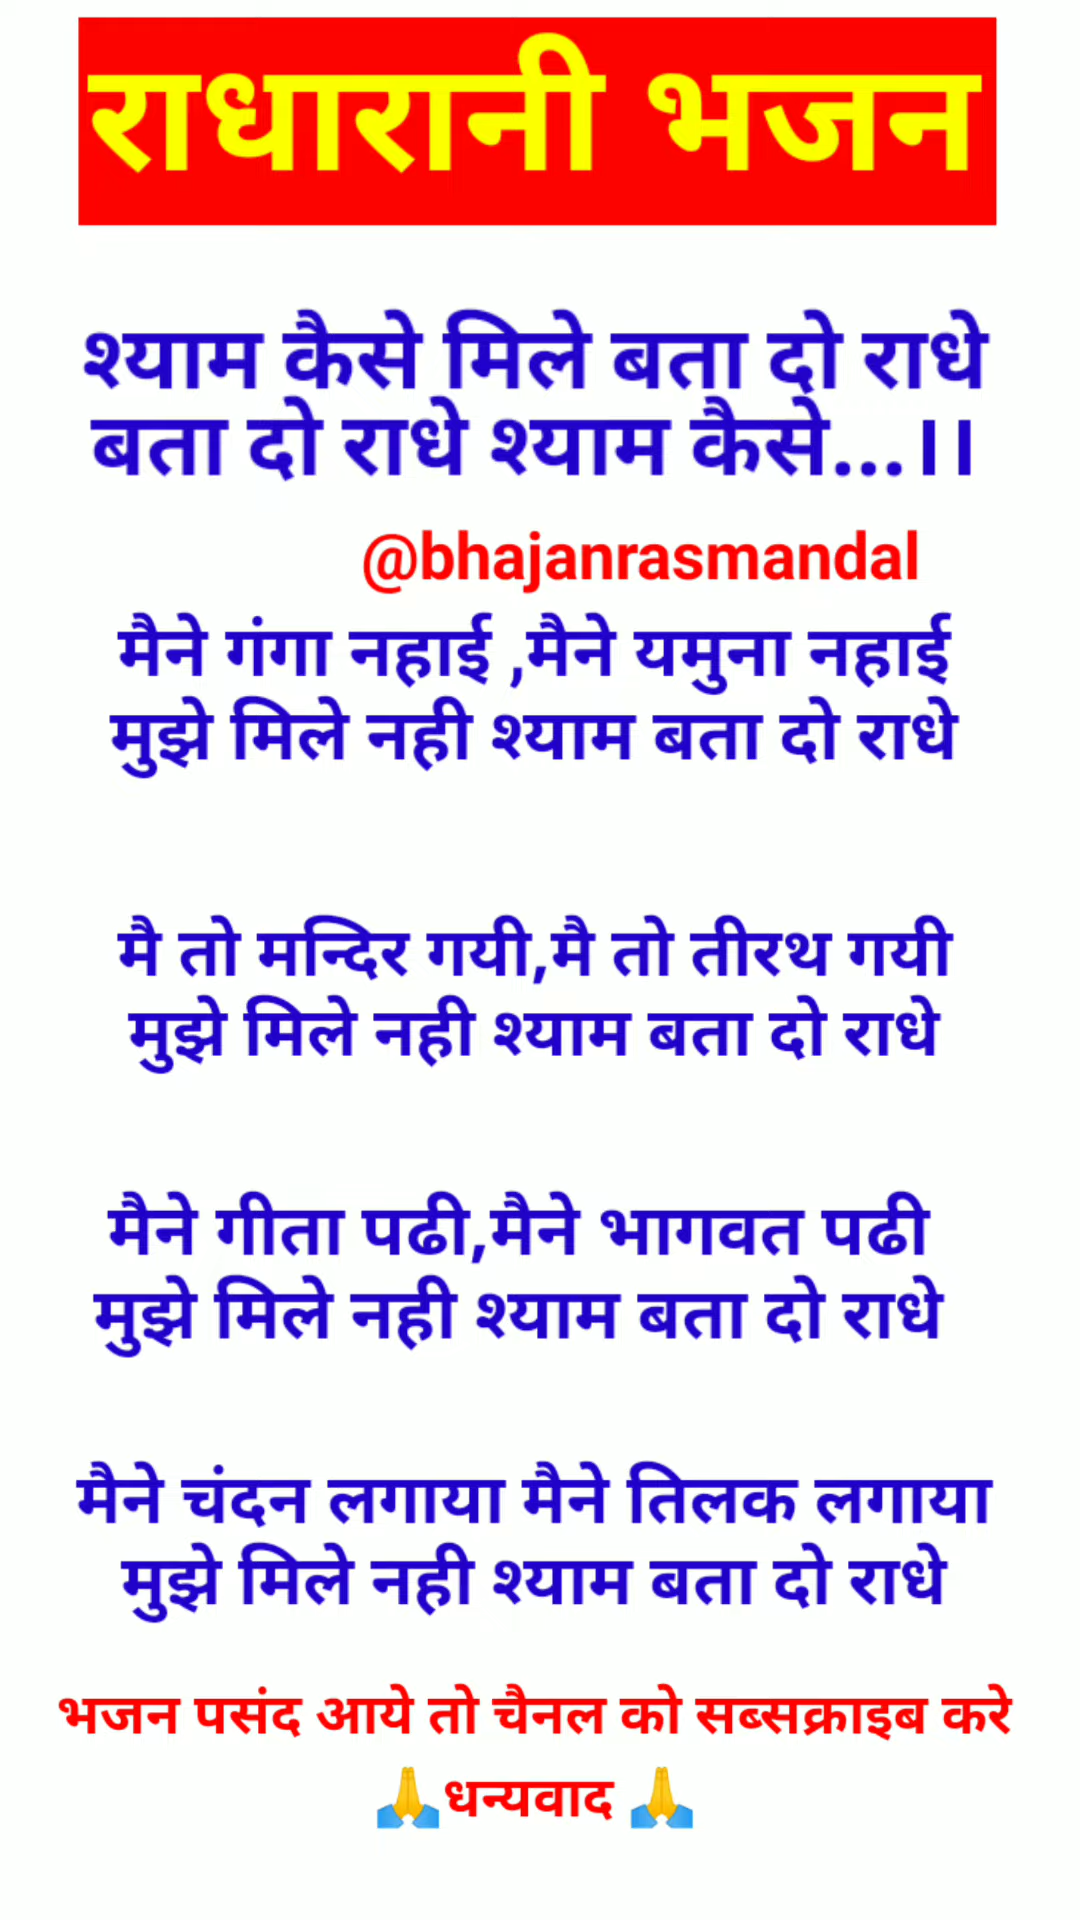 राधारानी भजन
श्याम कैसे मिले बता दो राधे
बता दो राधे श्याम कैसे...।।
@bhajanrasmandal
मैने गंगा नहाई ,मैने यमुना नहाई
मुझे मिले नही श्याम बता दो राधे
मै तो मन्दिर गयी,मै तो तीरथ गयी
मुझे मिले नही श्याम बता दो राधे
मैने गीता पढी,मैने भागवत पढी
मुझे मिले नही श्याम बता दो राधे
मैने चंदन लगाया मैने तिलक लगाया
मुझे मिले नही श्याम बता दो राधे
भजन पसंद आये तो चैनल को सब्सक्राइब करे
🙏धन्यवाद 🙏